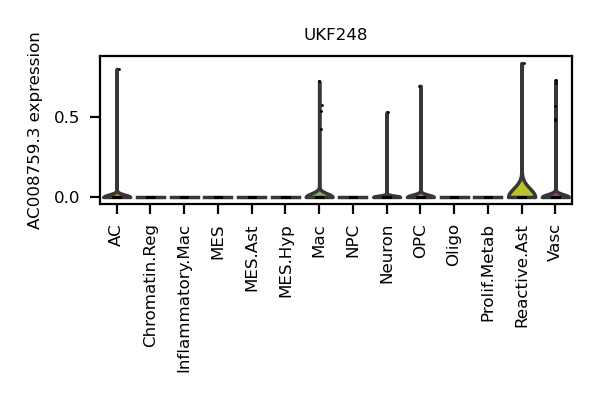 UKF248
AC008759.3 expression
0.5
0.0
AC
Chromatin.Reg
Inflammatory.Mac
MES
MES.Ast
MES.Hyp
Mac
NPC
Neuron
OPC
Oligo
Prolif.Metab
Reactive.Ast
Vasc